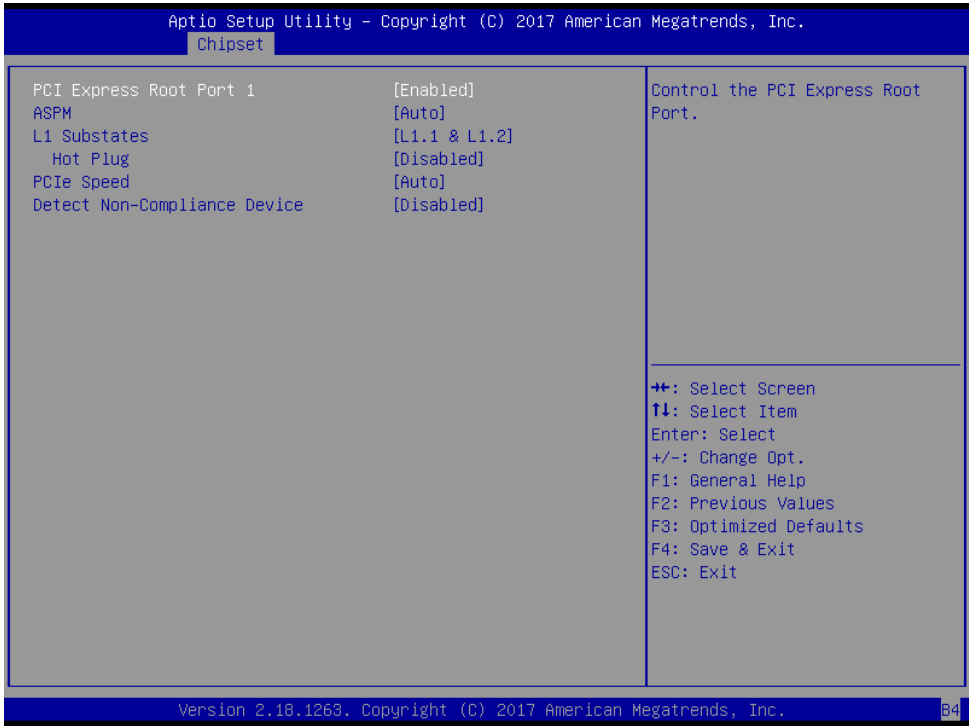 Aptio Setup Utility – Copyright (C) 2017 American Megatrends, Inc.
Chipset
PCI Express Root Port 1 [Enabled]
ASPM [Auto]
L1 Substates [L1.1 & L1.2]
Hot Plug [Disabled]
PCIe Speed [Auto]
Detect Non-Compliance Device [Disabled]
Control the PCI Express Root
Port.
→←: Select Screen
↑↓: Select Item
Enter: Select
+/-: Change Opt.
F1: General Help
F2: Previous Values
F3: Optimized Defaults
F4: Save & Exit
ESC: Exit
Version 2.18.1263. Copyright (C) 2017 American Megatrends, Inc.
B4